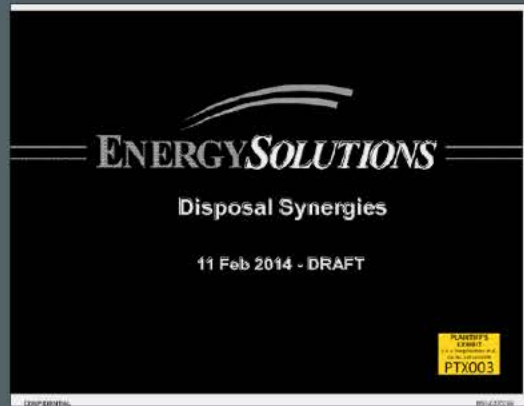 ENERGYSOLUTIONS
Disposal Synergies
11 Feb 2014 - DRAFT
PLAINTIFF'S
EXHIBIT
PTX003
CONFIDENTIAL